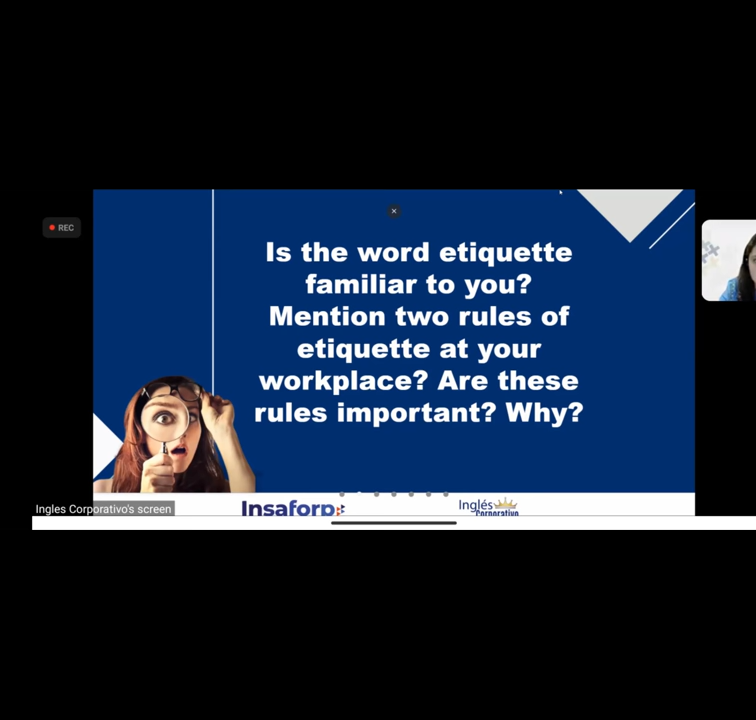 REC
Is the word etiquette
familiar to you?
Mention two rules of
etiquette at your
workplace? Are these
rules important? Why?
Ingles Corporativo's screen
Insaforp
Inglés
Corporativo